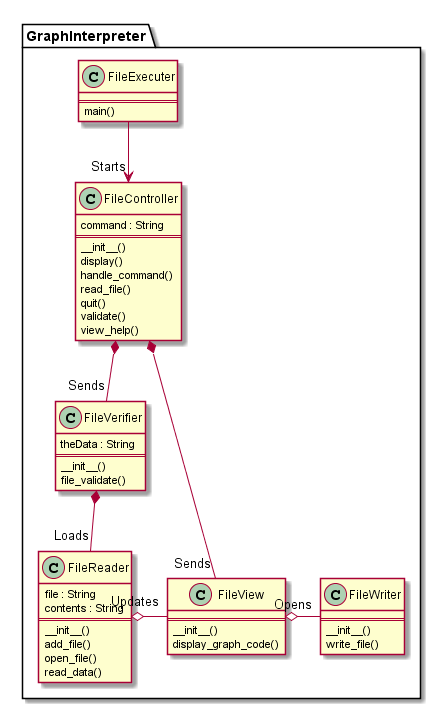 GraphInterpreter
C FileExecuter
main()
Starts
C FileController
command : String
__init__()
display()
handle_command()
read_file()
quit()
validate()
view_help()
Sends
C FileVerifier
theData : String
__init__()
file_validate()
Loads
Sends
C FileReader
file : String
contents : String
__init__()
add_file()
open_file()
read_data()
Updates
C FileView
__init__()
display_graph_code()
Opens
C FileWriter
__init__()
write_file()